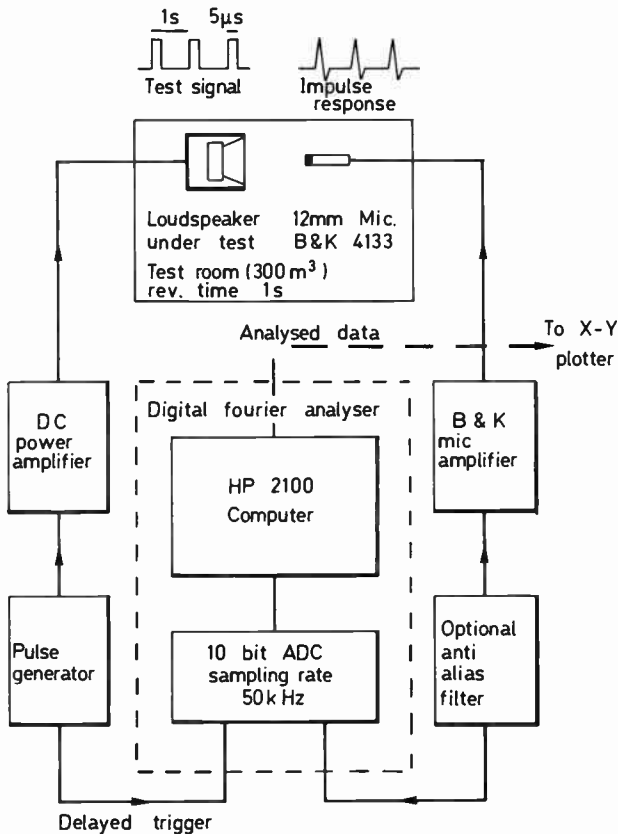 1s 5µs
Test signal
Impulse
response
Loudspeaker
under test
12mm Mic.
B&K 4133
Test room (300m³)
rev. time 1s
Analysed data
To X-Y
plotter
Digital fourier analyser
DC
power
amplifier
HP 2100
Computer
B & K
mic
amplifier
Pulse
generator
10 bit ADC
sampling rate
50kHz
Optional
anti
alias
filter
Delayed trigger